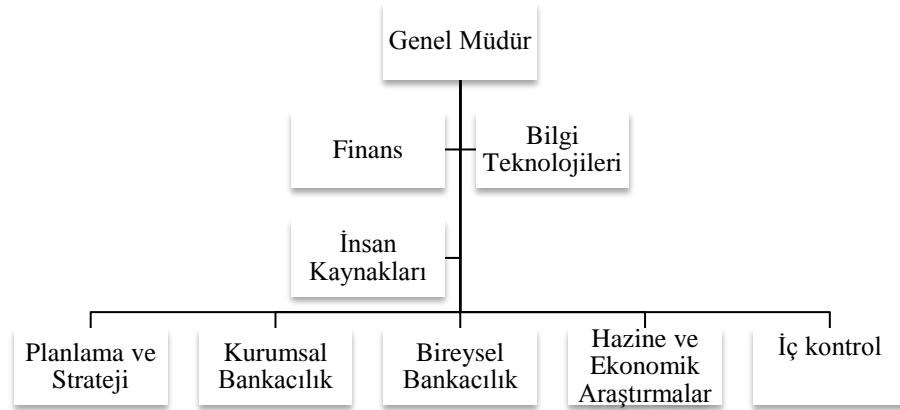 Genel Müdür
Finans
Bilgi
Teknolojileri
İnsan
Kaynakları
Planlama ve
Strateji
Kurumsal
Bankacılık
Bireysel
Bankacılık
Hazine ve
Ekonomik
Araştırmalar
İç kontrol